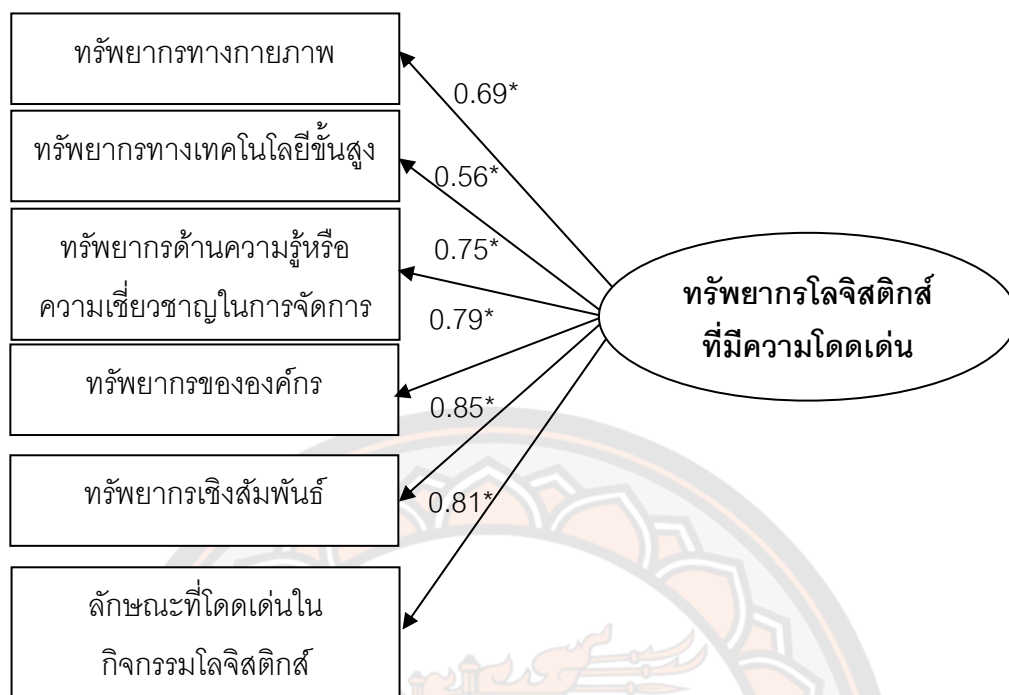 ทรัพยากรทางกายภาพ
0.69*
ทรัพยากรทางเทคโนโลยีขั้นสูง
0.56*
ทรัพยากรด้านความรู้หรือ
ความเชี่ยวชาญในการจัดการ
0.75*
ทรัพยากรโลจิสติกส์
ที่มีความโดดเด่น
0.79*
ทรัพยากรขององค์กร
0.85*
ทรัพยากรเชิงสัมพันธ์
0.81*
ลักษณะที่โดดเด่นใน
กิจกรรมโลจิสติกส์